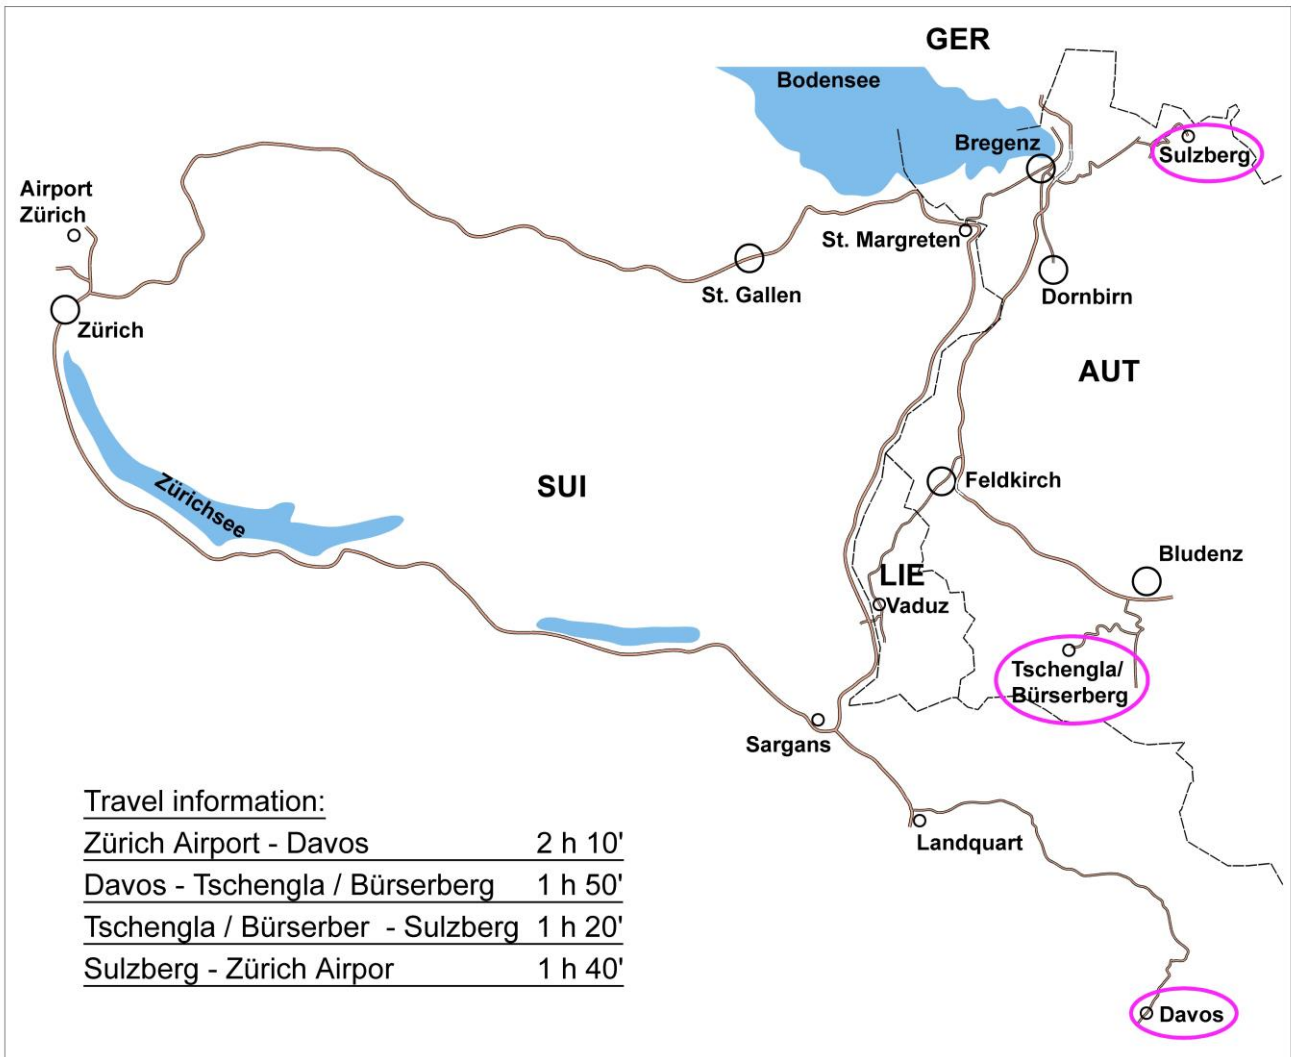 GER
Bodensee
Bregenz
Sulzberg
Airport
Zürich
St. Margreten
St. Gallen
Dornbirn
Zürich
AUT
Zürichsee
SUI
Feldkirch
Bludenz
LIE
Vaduz
Tschengla/
Bürserberg
Sargans
Landquart
Davos
Travel information:
Zürich Airport - Davos 2 h 10'
Davos - Tschengla / Bürserberg 1 h 50'
Tschengla / Bürserber - Sulzberg 1 h 20'
Sulzberg - Zürich Airpor 1 h 40'